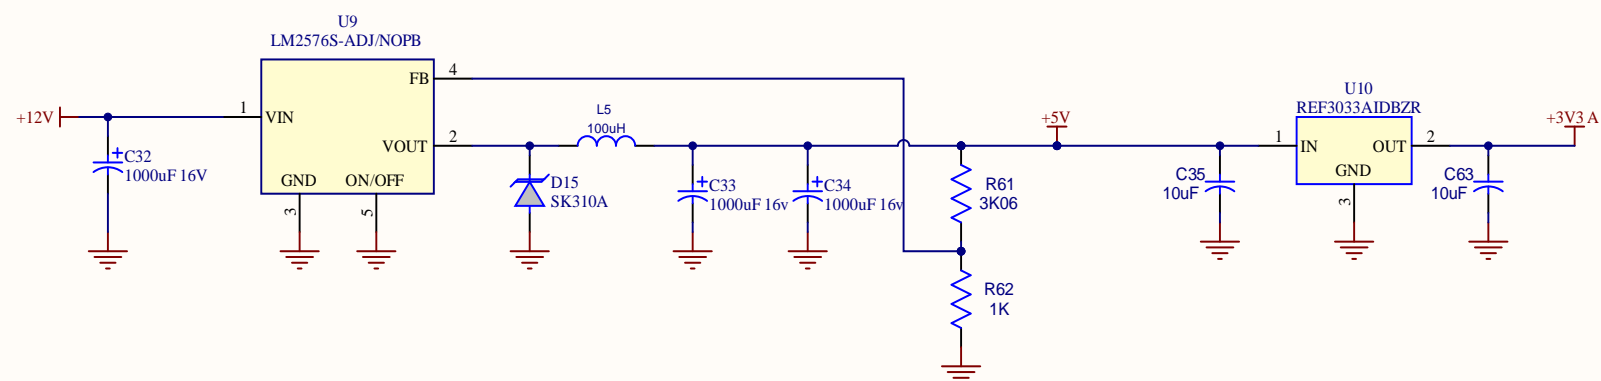 U9
LM2576S-ADJ/NOPB
+12V
1
VIN
FB
4
VOUT
2
GND
ON/OFF
3
5
C32
1000uF 16V
D15
SK310A
L5
100uH
C33
1000uF 16v
C34
1000uF 16v
R61
3K06
R62
1K
+5V
C35
10uF
U10
REF3033AIDBZR
1
IN
OUT
2
GND
3
C63
10uF
+3V3 A